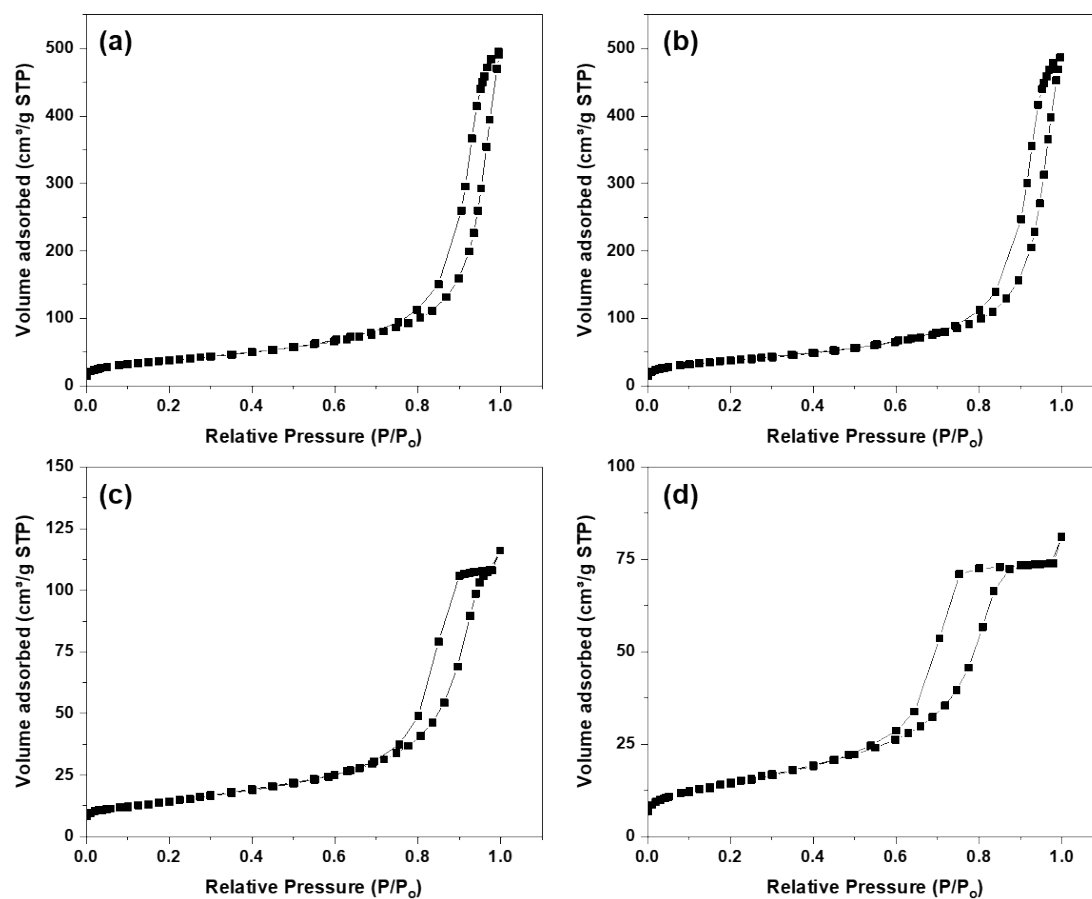 (a)
Volume adsorbed (cm³/g STP)
500
400
300
200
100
0
0.0 0.2 0.4 0.6 0.8 1.0
Relative Pressure (P/Pₒ)
(b)
Volume adsorbed (cm³/g STP)
500
400
300
200
100
0
0.0 0.2 0.4 0.6 0.8 1.0
Relative Pressure (P/Pₒ)
(c)
Volume adsorbed (cm³/g STP)
150
125
100
75
50
25
0
0.0 0.2 0.4 0.6 0.8 1.0
Relative Pressure (P/Pₒ)
(d)
Volume adsorbed (cm³/g STP)
100
75
50
25
0
0.0 0.2 0.4 0.6 0.8 1.0
Relative Pressure (P/Pₒ)